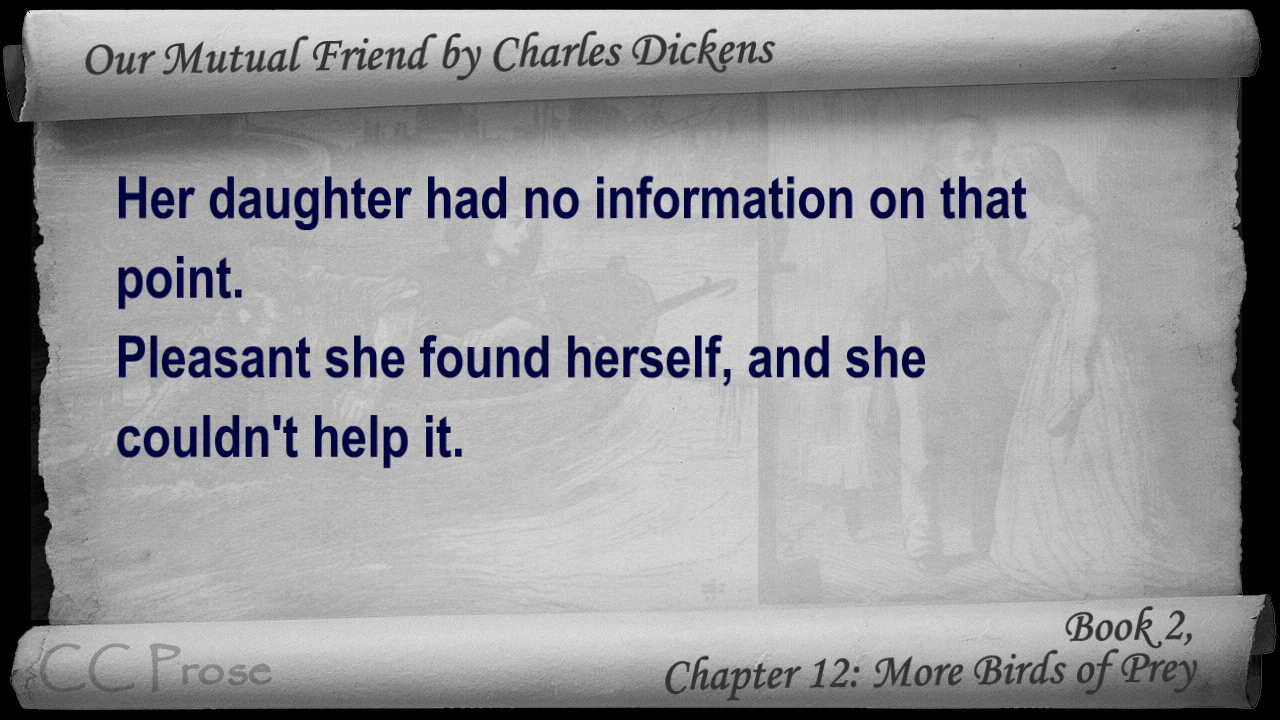 Our Mutual Friend by Charles Dickens
Her daughter had no information on that
point.
Pleasant she found herself, and she
couldn't help it.
Book 2,
Chapter 12: More Birds of Prey
CC Prose